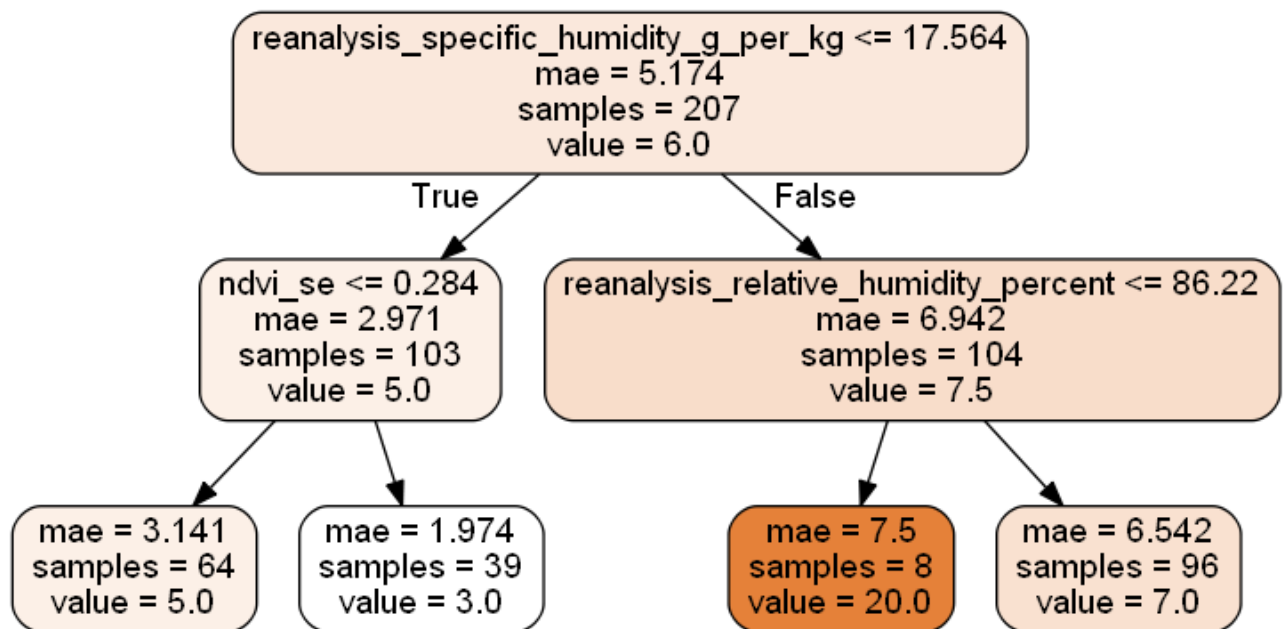 reanalysis_specific_humidity_g_per_kg <= 17.564
mae = 5.174
samples = 207
value = 6.0
True
False
ndvi_se <= 0.284
mae = 2.971
samples = 103
value = 5.0
reanalysis_relative_humidity_percent <= 86.22
mae = 6.942
samples = 104
value = 7.5
mae = 3.141
samples = 64
value = 5.0
mae = 1.974
samples = 39
value = 3.0
mae = 7.5
samples = 8
value = 20.0
mae = 6.542
samples = 96
value = 7.0